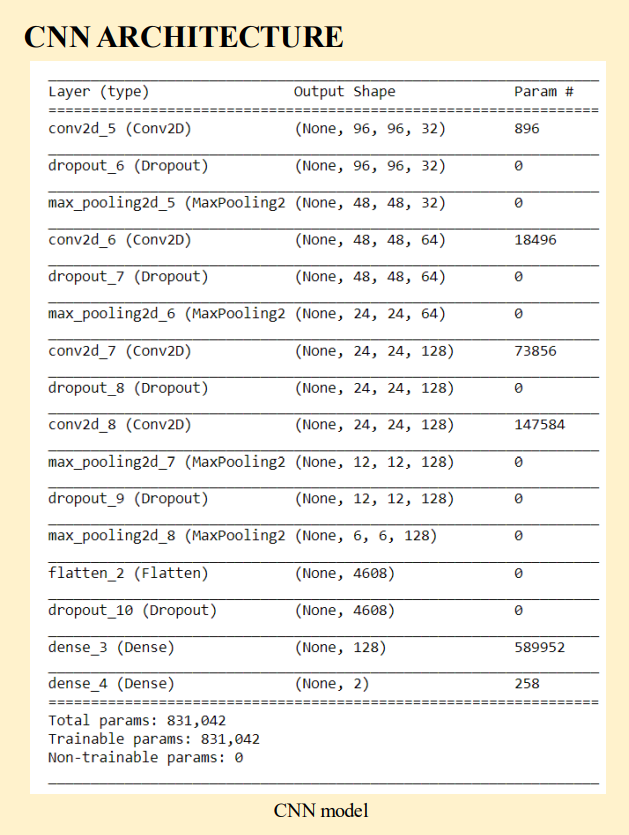 CNN ARCHITECTURE
Layer (type) Output Shape Param #
conv2d_5 (Conv2D) (None, 96, 96, 32) 896
dropout_6 (Dropout) (None, 96, 96, 32) 0
max_pooling2d_5 (MaxPooling2 (None, 48, 48, 32) 0
conv2d_6 (Conv2D) (None, 48, 48, 64) 18496
dropout_7 (Dropout) (None, 48, 48, 64) 0
max_pooling2d_6 (MaxPooling2 (None, 24, 24, 64) 0
conv2d_7 (Conv2D) (None, 24, 24, 128) 73856
dropout_8 (Dropout) (None, 24, 24, 128) 0
conv2d_8 (Conv2D) (None, 24, 24, 128) 147584
max_pooling2d_7 (MaxPooling2 (None, 12, 12, 128) 0
dropout_9 (Dropout) (None, 12, 12, 128) 0
max_pooling2d_8 (MaxPooling2 (None, 6, 6, 128) 0
flatten_2 (Flatten) (None, 4608) 0
dropout_10 (Dropout) (None, 4608) 0
dense_3 (Dense) (None, 128) 589952
dense_4 (Dense) (None, 2) 258
Total params: 831,042
Trainable params: 831,042
Non-trainable params: 0
CNN model